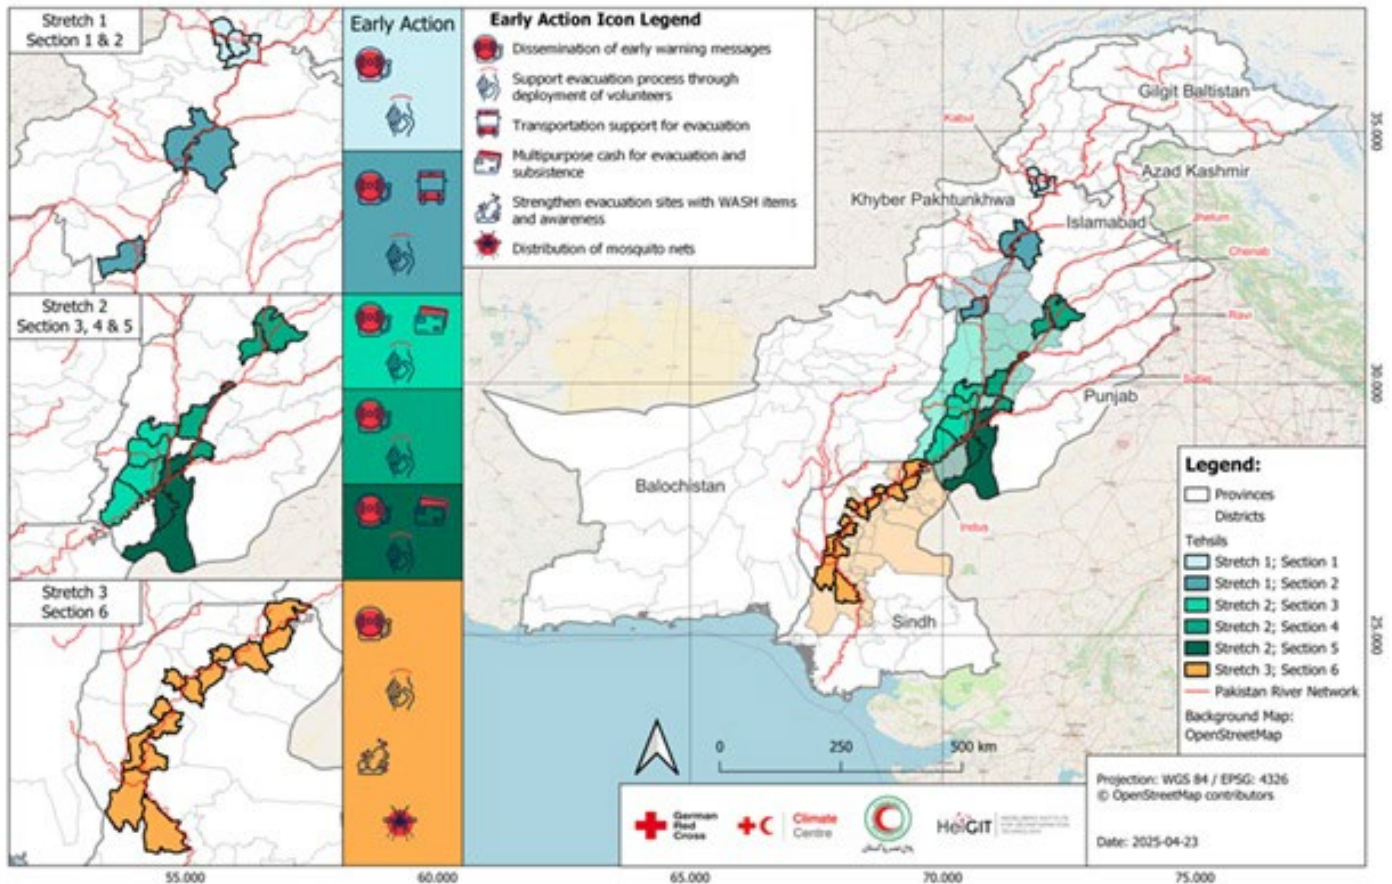 Stretch 1
Section 1 & 2
Early Action
Early Action Icon Legend
Dissemination of early warning messages
Support evacuation process through
deployment of volunteers
Transportation support for evacuation
Multipurpose cash for evacuation and
subsistence
Strengthen evacuation sites with WASH items
and awareness
Distribution of mosquito nets
Stretch 2
Section 3, 4 & 5
Stretch 3
Section 6
Gilgit Baltistan
Kabul
Azad Kashmir
Khyber Pakhtunkhwa
Islamabad
Jhelum
Chenab
Ravi
Punjab
Balochistan
Indus
Sindh
35.000
30.000
25.000
Legend:
Provinces
Districts
Tehsils
Stretch 1; Section 1
Stretch 1; Section 2
Stretch 2; Section 3
Stretch 2; Section 4
Stretch 2; Section 5
Stretch 3; Section 6
Pakistan River Network
Background Map:
OpenStreetMap
0 250 500 km
German
Red
Cross
Climate
Centre
HeiGIT
Projection: WGS 84 / EPSG: 4326
© OpenStreetMap contributors
Date: 2025-04-23
55.000 60.000 65.000 70.000 75.000